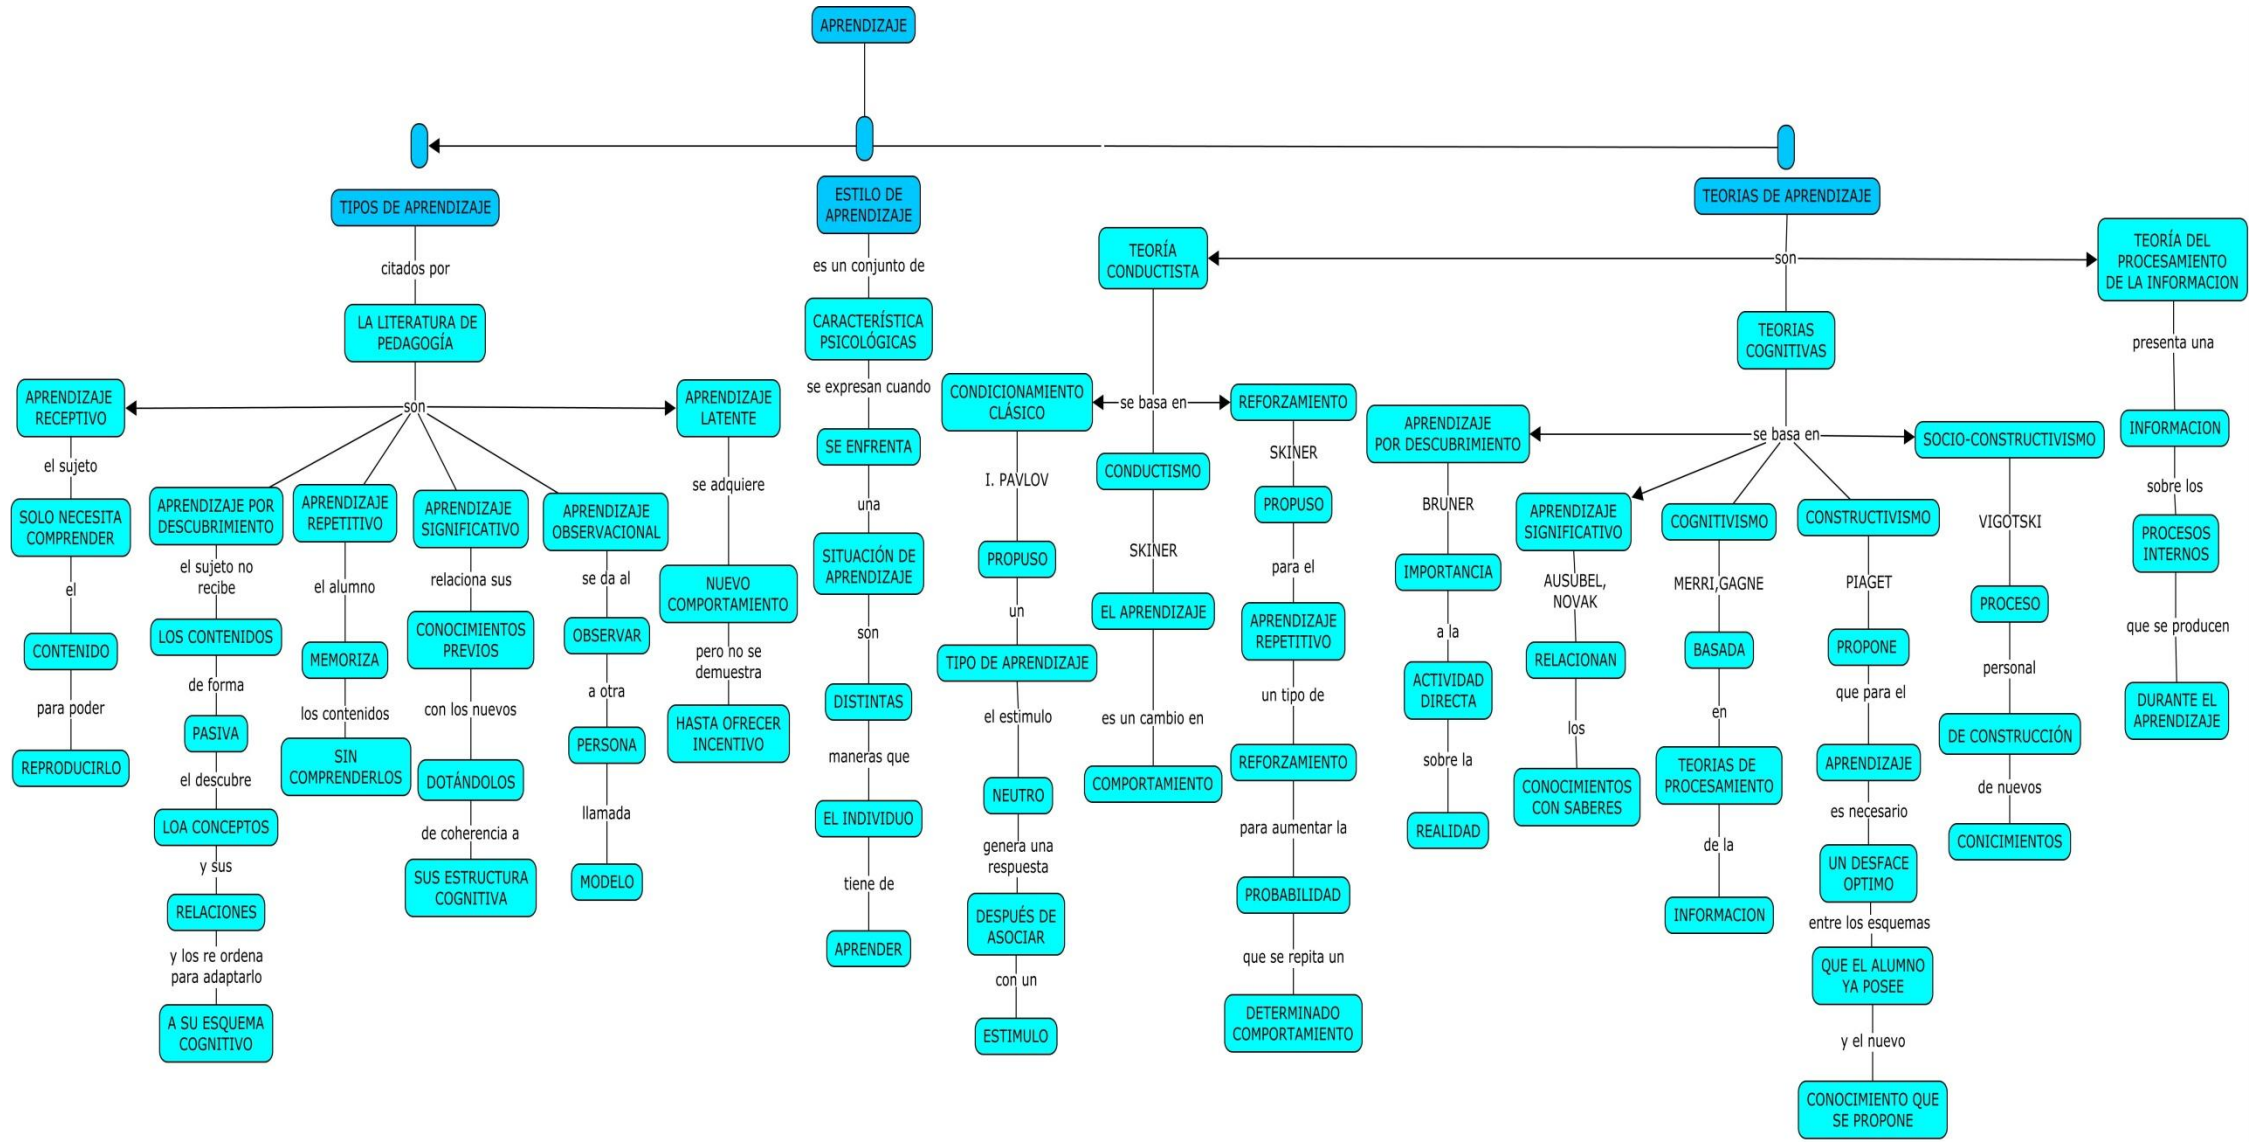 APRENDIZAJE
TIPOS DE APRENDIZAJE
citados por
LA LITERATURA DE
PEDAGOGÍA
son
APRENDIZAJE
RECEPTIVO
el sujeto
SOLO NECESITA
COMPRENDER
el
CONTENIDO
para poder
REPRODUCIRLO
APRENDIZAJE POR
DESCUBRIMIENTO
el sujeto no
recibe
LOS CONTENIDOS
de forma
PASIVA
el descubre
LOA CONCEPTOS
y sus
RELACIONES
y los re ordena
para adaptarlo
A SU ESQUEMA
COGNITIVO
APRENDIZAJE
REPETITIVO
el alumno
MEMORIZA
los contenidos
SIN
COMPRENDERLOS
APRENDIZAJE
SIGNIFICATIVO
relaciona sus
CONOCIMIENTOS
PREVIOS
con los nuevos
DOTÁNDOLOS
de coherencia a
SUS ESTRUCTURA
COGNITIVA
APRENDIZAJE
OBSERVACIONAL
se da al
OBSERVAR
a otra
PERSONA
llamada
MODELO
APRENDIZAJE
LATENTE
se adquiere
NUEVO
COMPORTAMIENTO
pero no se
demuestra
HASTA OFRECER
INCENTIVO
ESTILO DE
APRENDIZAJE
es un conjunto de
CARACTERÍSTICA
PSICOLÓGICAS
se expresan cuando
SE ENFRENTA
una
SITUACIÓN DE
APRENDIZAJE
son
DISTINTAS
maneras que
EL INDIVIDUO
tiene de
APRENDER
TEORIAS DE APRENDIZAJE
son
TEORÍA
CONDUCTISTA
se basa en
CONDICIONAMIENTO
CLÁSICO
I. PAVLOV
PROPUSO
un
TIPO DE APRENDIZAJE
el estimulo
NEUTRO
genera una
respuesta
DESPUÉS DE
ASOCIAR
con un
ESTIMULO
CONDUCTISMO
SKINER
EL APRENDIZAJE
es un cambio en
COMPORTAMIENTO
REFORZAMIENTO
SKINER
PROPUSO
para el
APRENDIZAJE
REPETITIVO
un tipo de
REFORZAMIENTO
para aumentar la
PROBABILIDAD
que se repita un
DETERMINADO
COMPORTAMIENTO
TEORIAS
COGNITIVAS
se basa en
APRENDIZAJE
POR DESCUBRIMIENTO
BRUNER
IMPORTANCIA
a la
ACTIVIDAD
DIRECTA
sobre la
REALIDAD
APRENDIZAJE
SIGNIFICATIVO
AUSUBEL,
NOVAK
RELACIONAN
los
CONOCIMIENTOS
CON SABERES
COGNITIVISMO
MERRI,GAGNE
BASADA
en
TEORIAS DE
PROCESAMIENTO
de la
INFORMACION
CONSTRUCTIVISMO
PIAGET
PROPONE
que para el
APRENDIZAJE
es necesario
UN DESFACE
OPTIMO
entre los esquemas
QUE EL ALUMNO
YA POSEE
y el nuevo
CONOCIMIENTO QUE
SE PROPONE
SOCIO-CONSTRUCTIVISMO
VIGOTSKI
PROCESO
personal
DE CONSTRUCCIÓN
de nuevos
CONICIMIENTOS
TEORÍA DEL
PROCESAMIENTO
DE LA INFORMACION
presenta una
INFORMACION
sobre los
PROCESOS
INTERNOS
que se producen
DURANTE EL
APRENDIZAJE